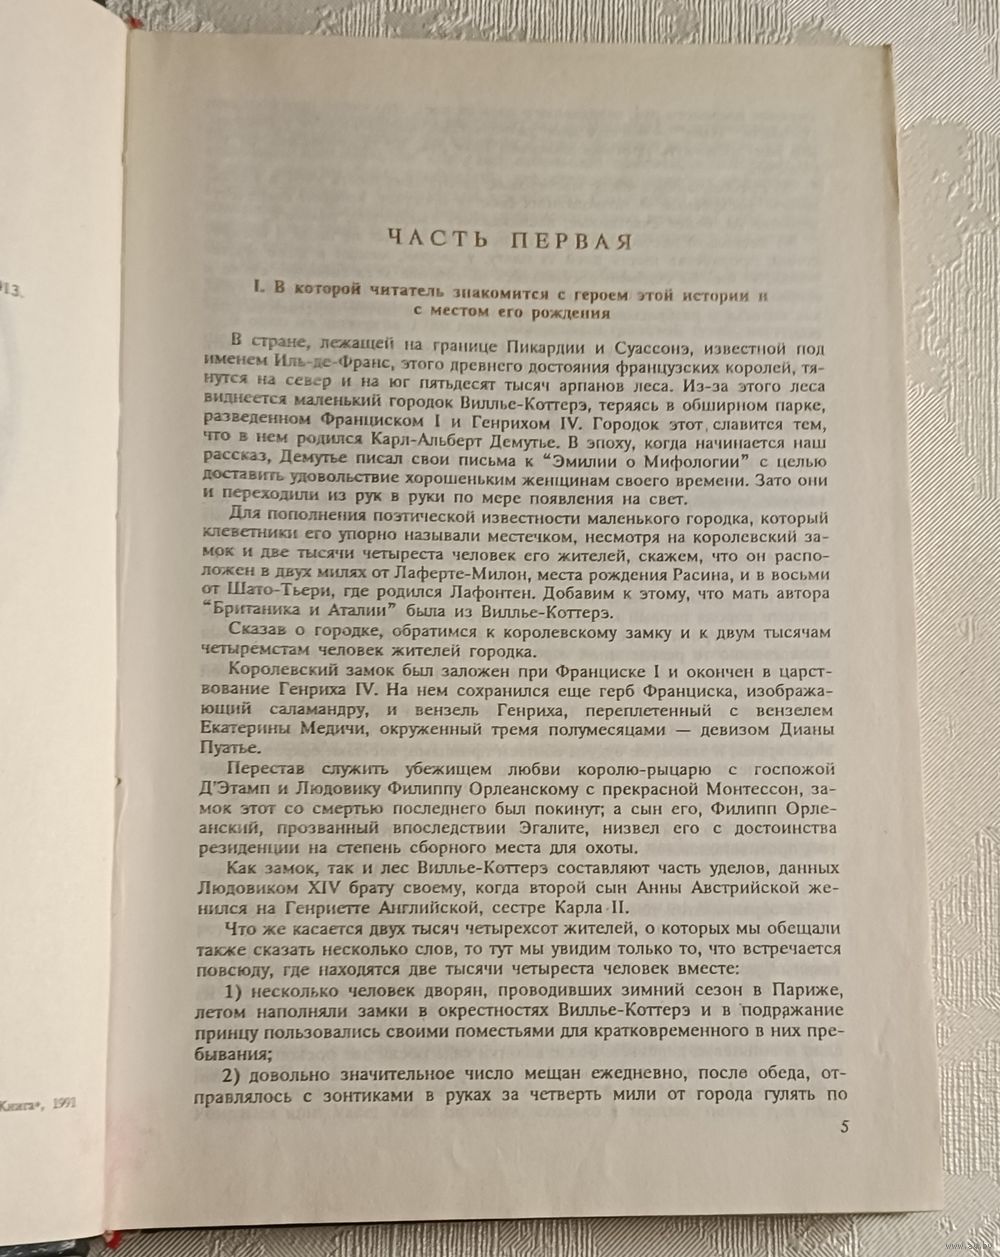 913.
Книга", 1991
ЧАСТЬ ПЕРВАЯ
I. В которой читатель знакомится с героем этой истории и
с местом его рождения
В стране, лежащей на границе Пикардии и Суассонэ, известной под
именем Иль-де-Франс, этого древнего достояния французских королей, тя-
нутся на север и на юг пятьдесят тысяч арпанов леса. Из-за этого леса
виднеется маленький городок Виллье-Коттерэ, теряясь в обширном парке,
разведенном Франциском I и Генрихом IV. Городок этот славится тем,
что в нем родился Карл-Альберт Демутье. В эпоху, когда начинается наш
рассказ, Демутье писал свои письма к "Эмилии о Мифологии" с целью
доставить удовольствие хорошеньким женщинам своего времени. Зато они
и переходили из рук в руки по мере появления на свет.
Для пополнения поэтической известности маленького городка, который
клеветники его упорно называли местечком, несмотря на королевский за-
мок и две тысячи четыреста человек его жителей, скажем, что он распо-
ложен в двух милях от Лаферте-Милон, места рождения Расина, и в восьми
от Шато-Тьери, где родился Лафонтен. Добавим к этому, что мать автора
"Британика и Аталии" была из Виллье-Коттерэ.
Сказав о городке, обратимся к королевскому замку и к двум тысячам
четыремстам человек жителей городка.
Королевский замок был заложен при Франциске I и окончен в царст-
вование Генриха IV. На нем сохранился еще герб Франциска, изобража-
ющий саламандру, и вензель Генриха, переплетенный с вензелем
Екатерины Медичи, окруженный тремя полумесяцами — девизом Дианы
Пуатье.
Перестав служить убежищем любви королю-рыцарю с госпожой
Д'Этамп и Людовику Филиппу Орлеанскому с прекрасной Монтессон, за-
мок этот со смертью последнего был покинут; а сын его, Филипп Орле-
анский, прозванный впоследствии Эгалите, низвел его с достоинства
резиденции на степень сборного места для охоты.
Как замок, так и лес Виллье-Коттерэ составляют часть уделов, данных
Людовиком XIV брату своему, когда второй сын Анны Австрийской же-
нился на Генриетте Английской, сестре Карла II.
Что же касается двух тысяч четырехсот жителей, о которых мы обещали
также сказать несколько слов, то тут мы увидим только то, что встречается
повсюду, где находятся две тысячи четыреста человек вместе:
1) несколько человек дворян, проводивших зимний сезон в Париже,
летом наполняли замки в окрестностях Виллье-Коттерэ и в подражание
принцу пользовались своими поместьями для кратковременного в них пре-
бывания;
2) довольно значительное число мещан ежедневно, после обеда, от-
правлялось с зонтиками в руках за четверть мили от города гулять по
5